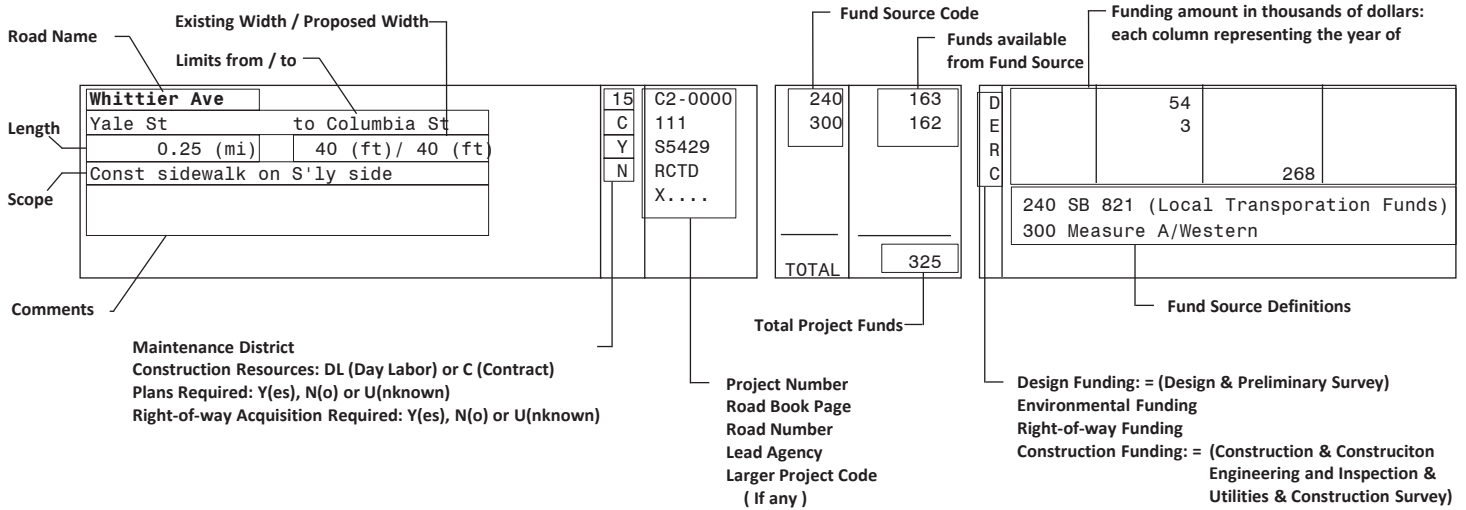 Existing Width / Proposed Width
Road Name
Limits from / to
Fund Source Code
Funds available
from Fund Source
Funding amount in thousands of dollars:
each column representing the year of
Whittier Ave
Yale St to Columbia St
Length
0.25 (mi) 40 (ft)/ 40 (ft)
Const sidewalk on S'ly side
Scope
15
C
Y
N
C2-0000
111
S5429
RCTD
X....
240 163
300 162
TOTAL 325
D 54
E 3
R
C 268
240 SB 821 (Local Transporation Funds)
300 Measure A/Western
Comments
Fund Source Definitions
Total Project Funds
Maintenance District
Construction Resources: DL (Day Labor) or C (Contract)
Plans Required: Y(es), N(o) or U(nknown)
Right-of-way Acquisition Required: Y(es), N(o) or U(nknown)
Project Number
Road Book Page
Road Number
Lead Agency
Larger Project Code
( If any )
Design Funding: = (Design & Preliminary Survey)
Environmental Funding
Right-of-way Funding
Construction Funding: = (Construction & Construciton
Engineering and Inspection &
Utilities & Construction Survey)